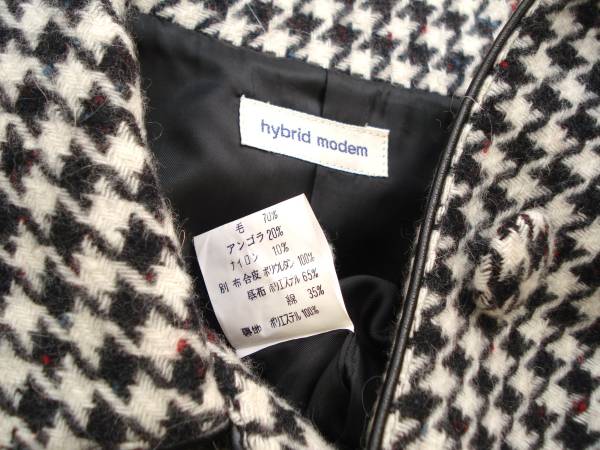 hybrid modem
毛 70%
アンゴラ 20%
ナイロン 10%
別布合皮 ポリウレタン 100%
基布 ポリエステル 65%
綿 35%
裏地 ポリエステル 100%